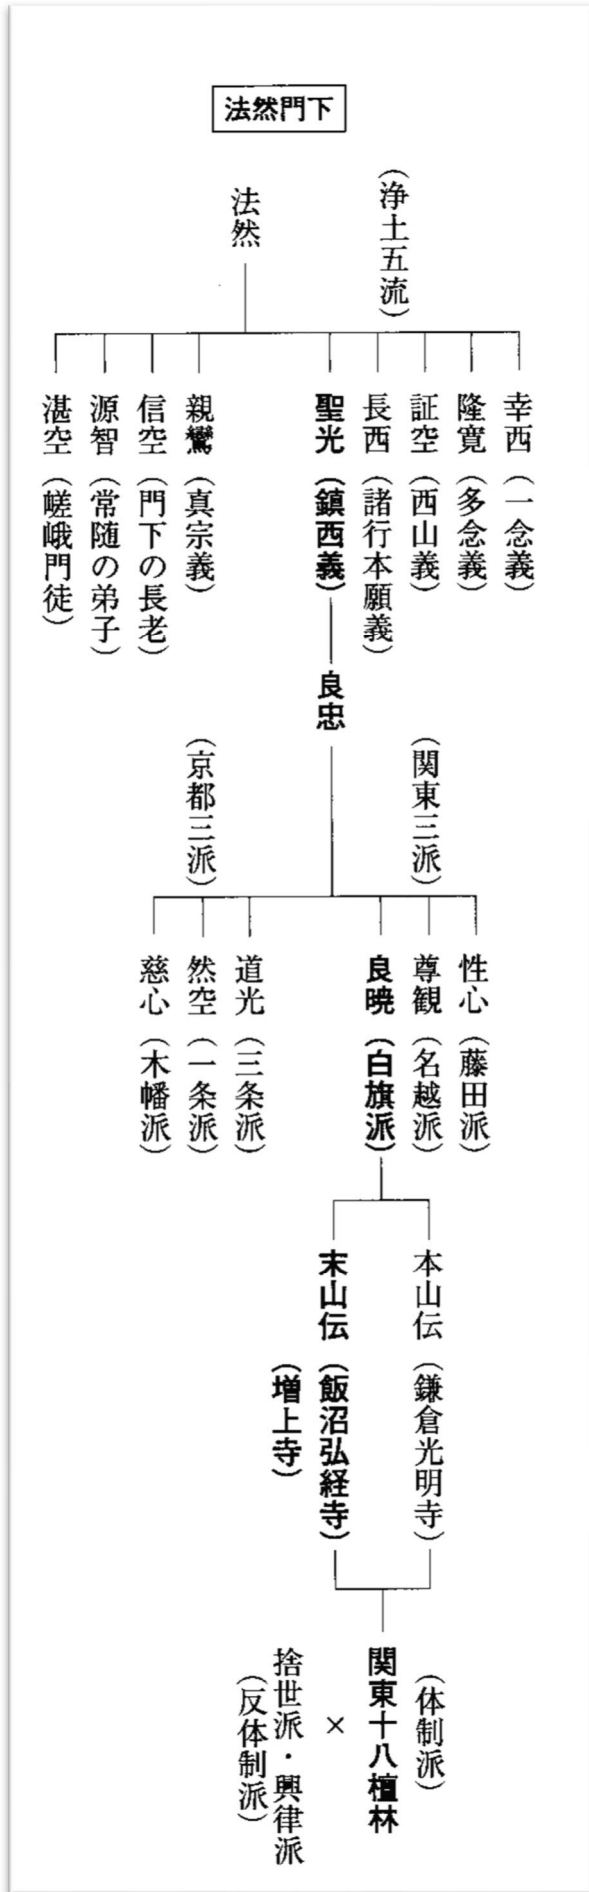 法然門下
(浄土五流)
法然
幸西(一念義)
隆寛(多念義)
証空(西山義)
長西(諸行本願義)
聖光(鎮西義)
親鸞(真宗義)
信空(門下の長老)
源智(常随の弟子)
湛空(嵯峨門徒)
良忠
(関東三派)
(京都三派)
性心(藤田派)
尊観(名越派)
良暁(白旗派)
道光(三条派)
然空(一条派)
慈心(木幡派)
本山伝(鎌倉光明寺)
末山伝(飯沼弘経寺)
(増上寺)
(体制派)
関東十八檀林
×
捨世派・興律派
(反体制派)